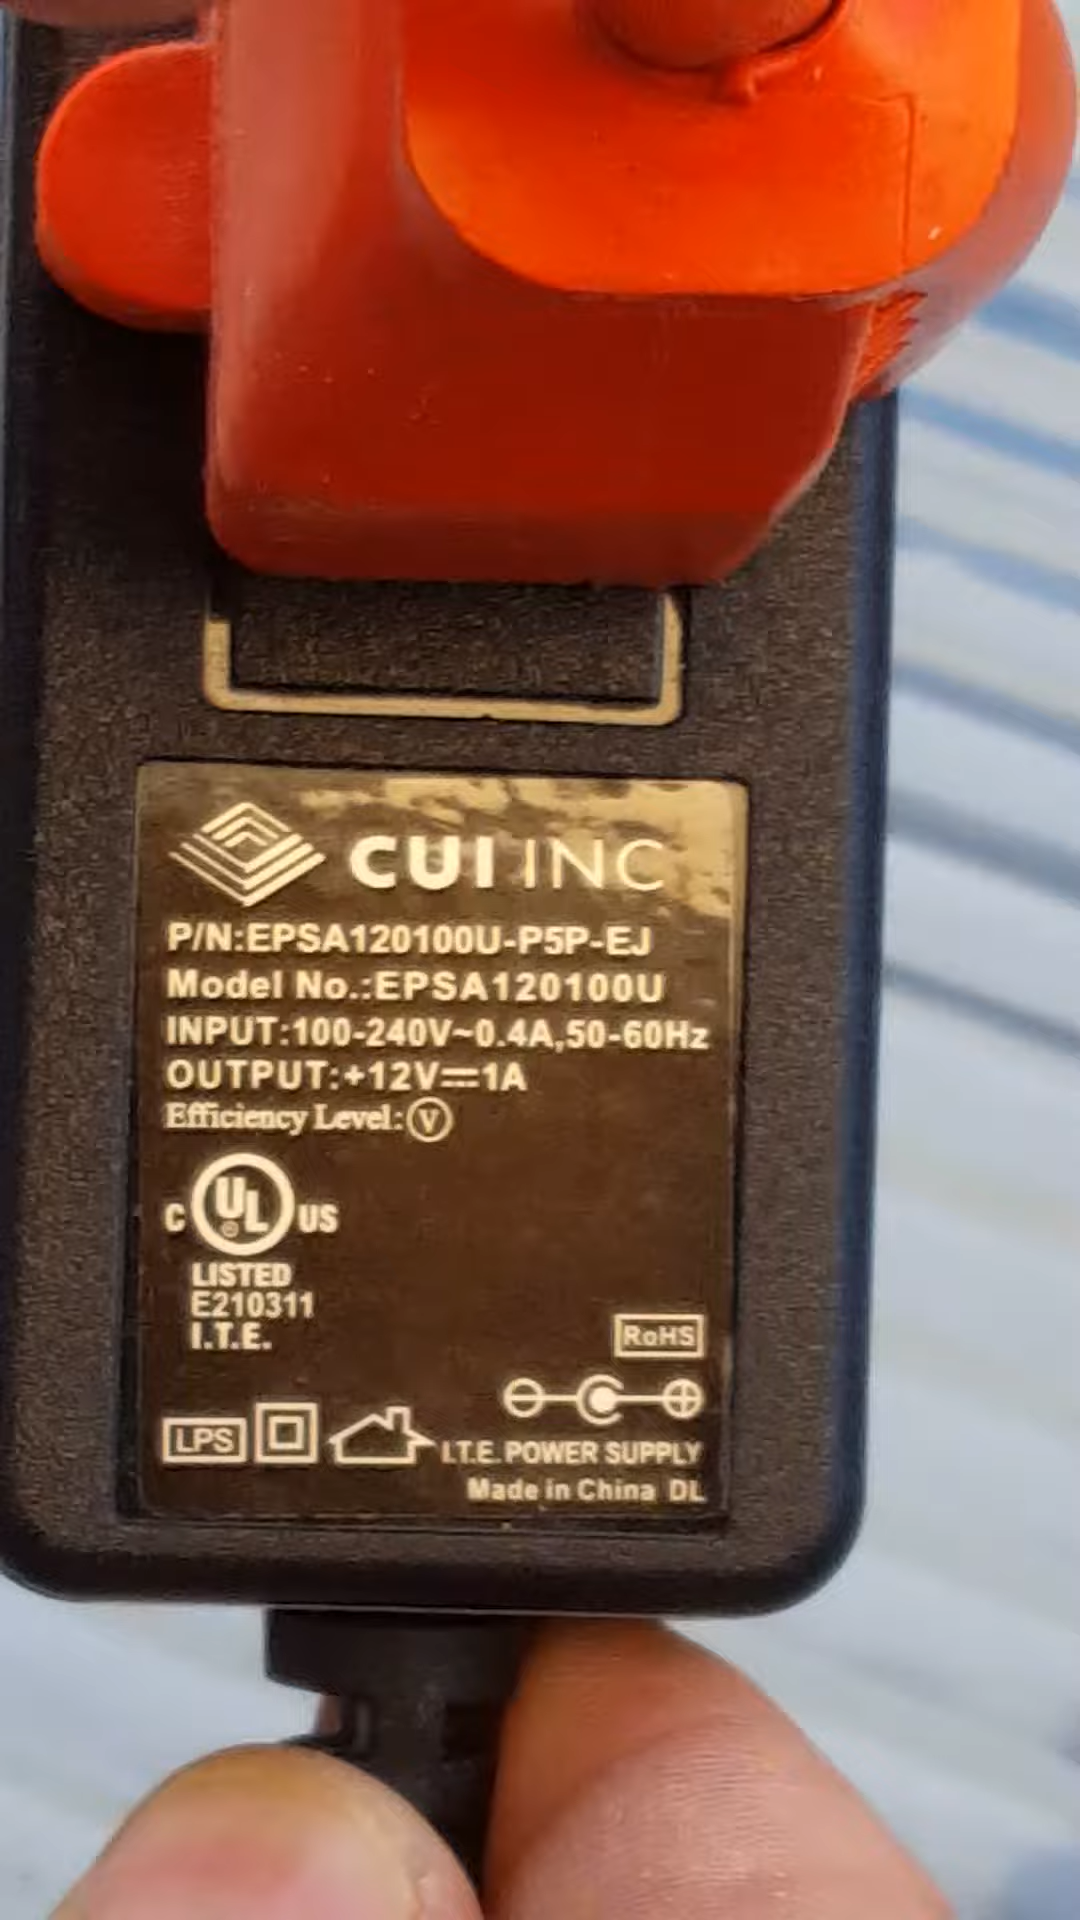 CUI INC
P/N:EPSA120100U-P5P-EJ
Model No.:EPSA120100U
INPUT:100-240V~0.4A,50-60Hz
OUTPUT:+12V⎓1A
Efficiency Level:Ⓥ
C UL US
LISTED
E210311
I.T.E.
RoHS
LPS
I.T.E. POWER SUPPLY
Made in China DL